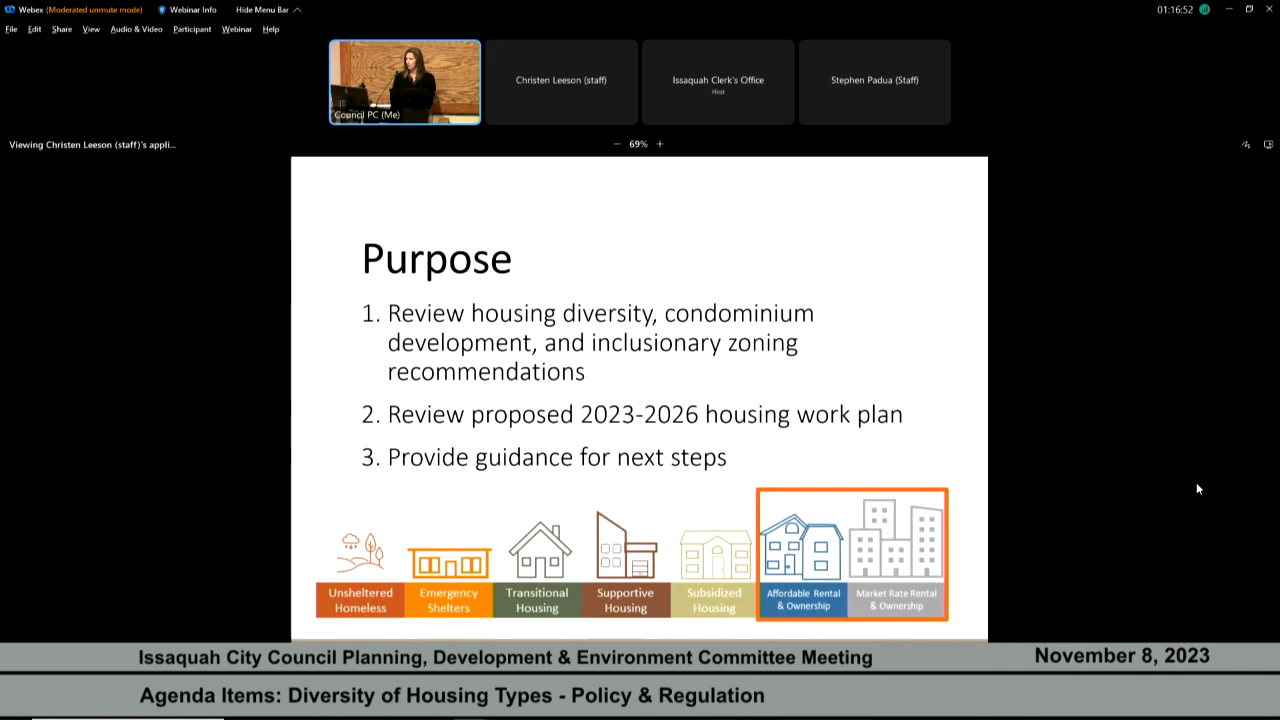 Webex (Moderated unmute mode) Webinar Info Hide Menu Bar 01:16:52
File Edit Share View Audio & Video Participant Webinar Help
Council PC (Me)
Christen Leeson (staff)
Issaquah Clerk's Office
Host
Stephen Padua (Staff)
Viewing Christen Leeson (staff)'s appli...
69%
Purpose
1. Review housing diversity, condominium
development, and inclusionary zoning
recommendations
2. Review proposed 2023-2026 housing work plan
3. Provide guidance for next steps
Unsheltered
Homeless
Emergency
Shelters
Transitional
Housing
Supportive
Housing
Subsidized
Housing
Affordable Rental
& Ownership
Market Rate Rental
& Ownership
Issaquah City Council Planning, Development & Environment Committee Meeting November 8, 2023
Agenda Items: Diversity of Housing Types - Policy & Regulation